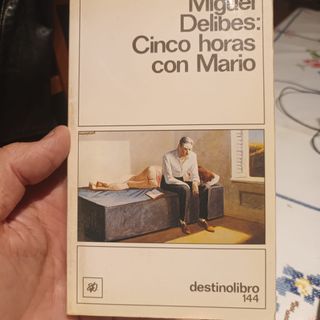 Miguel
Delibes:
Cinco horas
con Mario
destinolibro
144